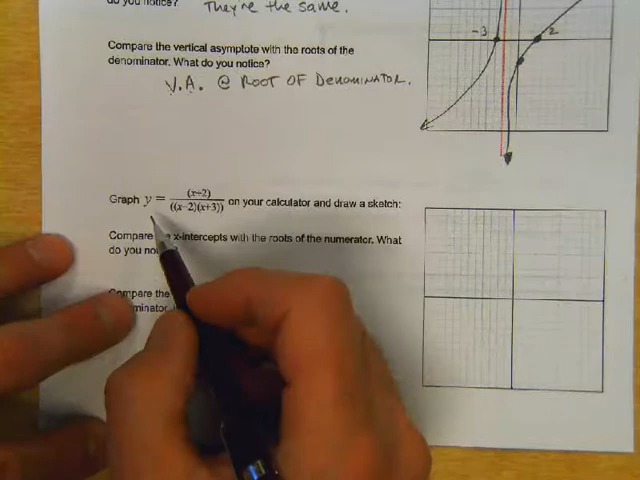 do you notice? They're the same.
Compare the vertical asymptote with the roots of the
denominator. What do you notice?
V.A. @ ROOT OF DENOMINATOR.
-3
2
Graph y = (x+2) / ((x-2)(x+3)) on your calculator and draw a sketch:
Compare x-intercepts with the roots of the numerator. What
do you
Compare the